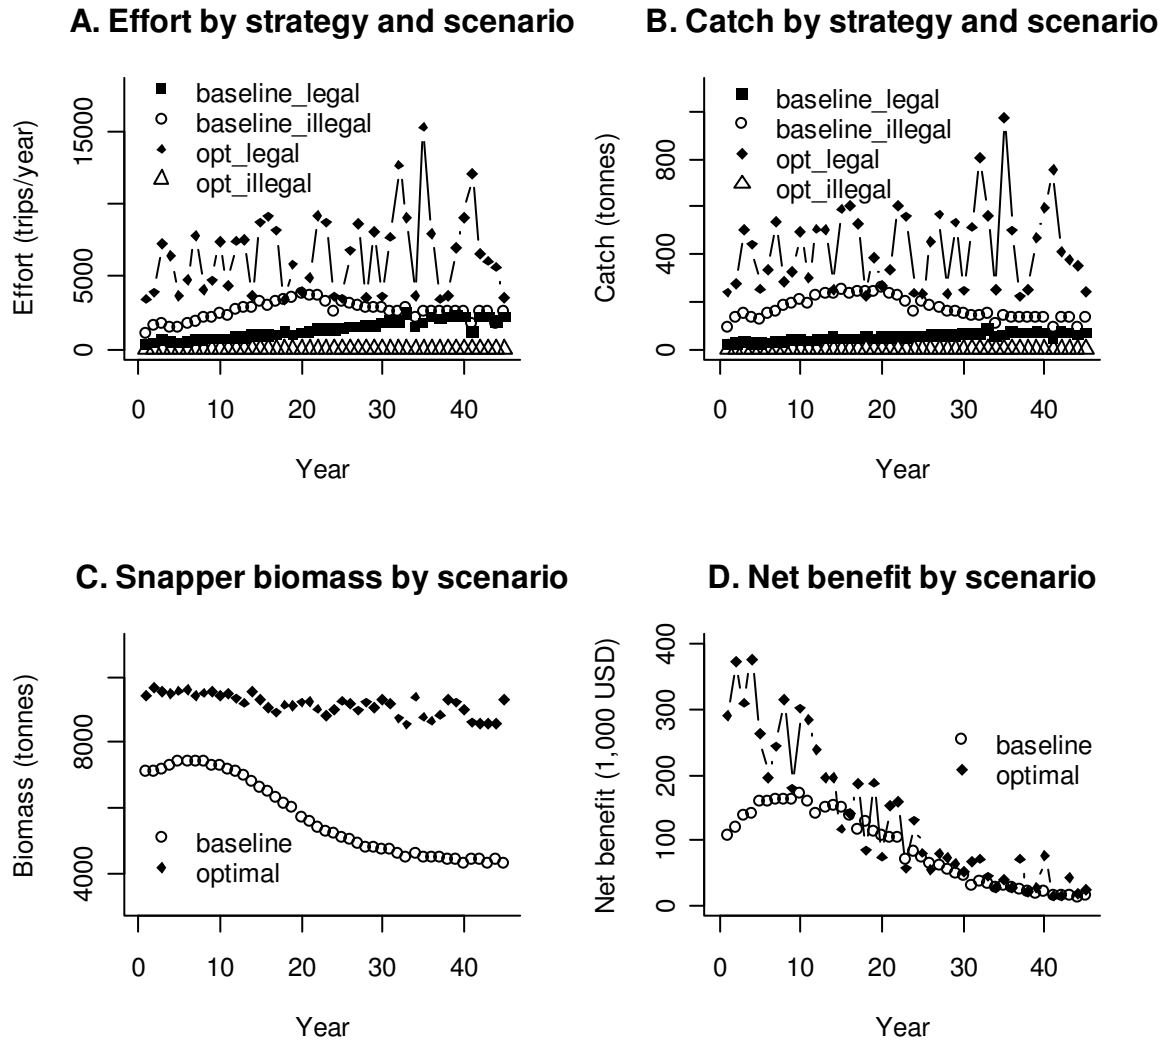 A. Effort by strategy and scenario
Effort (trips/year)
15000
5000
0
baseline_legal
baseline_illegal
opt_legal
opt_illegal
0 10 20 30 40
Year
B. Catch by strategy and scenario
Catch (tonnes)
800
400
0
baseline_legal
baseline_illegal
opt_legal
opt_illegal
0 10 20 30 40
Year
C. Snapper biomass by scenario
Biomass (tonnes)
8000
4000
baseline
optimal
0 10 20 30 40
Year
D. Net benefit by scenario
Net benefit (1,000 USD)
400
300
200
100
0
baseline
optimal
0 10 20 30 40
Year